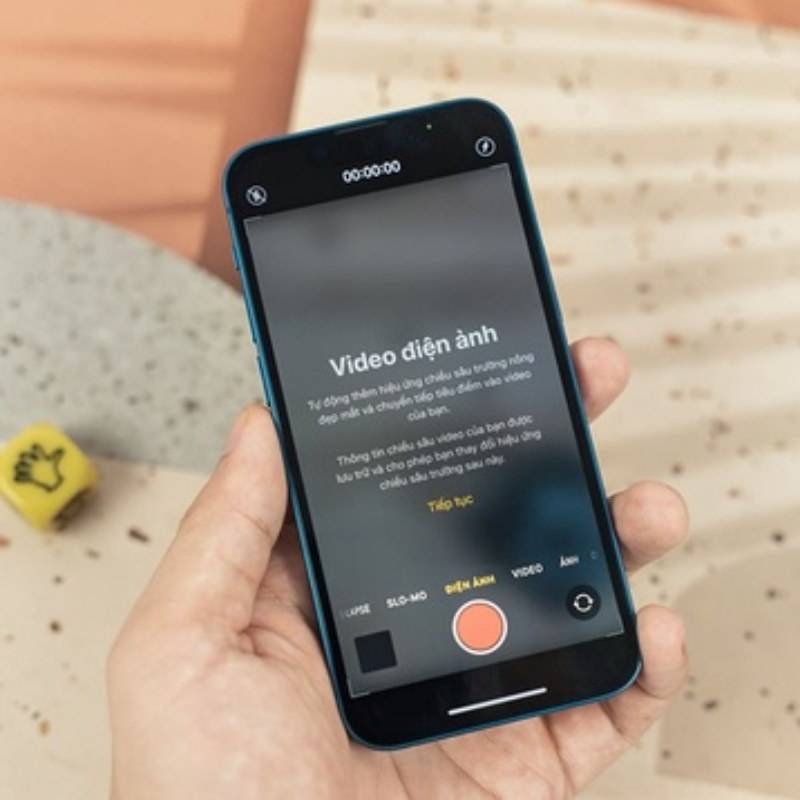 00:00:00
Video điện ảnh
Tự động thêm hiệu ứng chiều sâu trường nông
đẹp mắt và chuyển tiếp tiêu điểm vào video
của bạn.
Thông tin chiều sâu video của bạn được
lưu trữ và cho phép bạn thay đổi hiệu ứng
chiều sâu trường sau này.
Tiếp tục
LAPSE SLO-MO ĐIỆN ẢNH VIDEO ẢNH